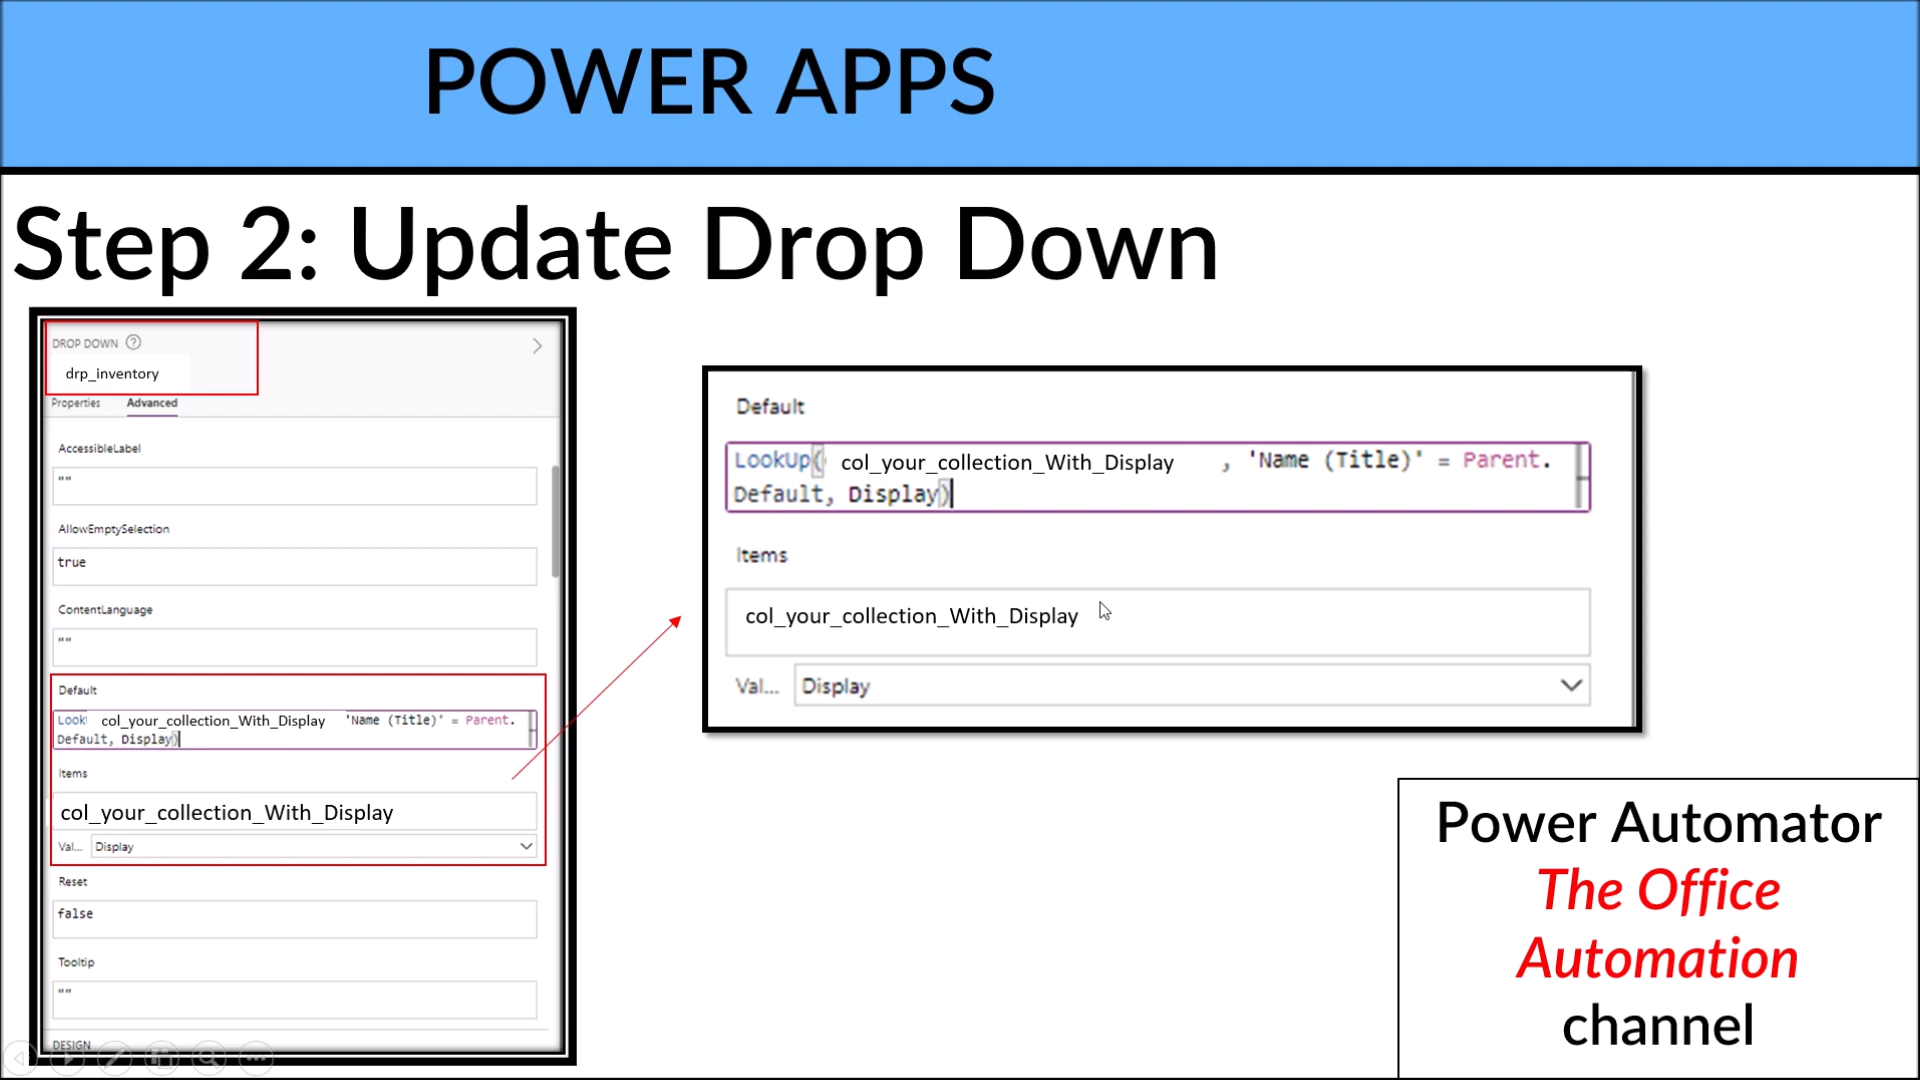 POWER APPS
Step 2: Update Drop Down
DROP DOWN ?
drp_inventory
Properties Advanced
AccessibleLabel
""
AllowEmptySelection
true
ContentLanguage
""
Default
Look col_your_collection_With_Display 'Name (Title)' = Parent.
Default, Display)
Items
col_your_collection_With_Display
Val... Display
Reset
false
Tooltip
""
DESIGN
Default
LookUp( col_your_collection_With_Display , 'Name (Title)' = Parent.
Default, Display)
Items
col_your_collection_With_Display
Val... Display
Power Automator
The Office
Automation
channel